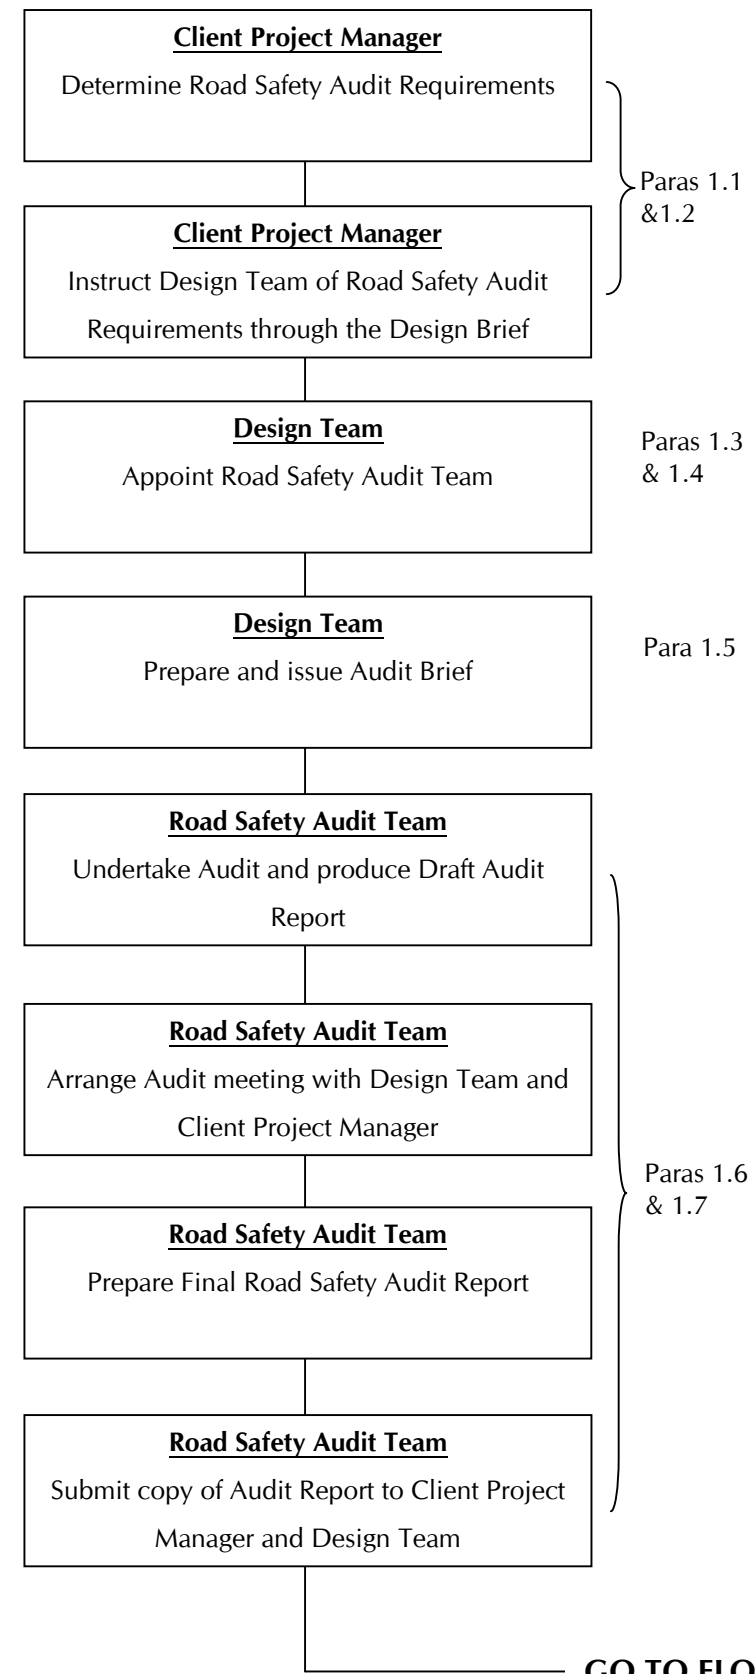 Client Project Manager
Determine Road Safety Audit Requirements
Paras 1.1
&1.2
Client Project Manager
Instruct Design Team of Road Safety Audit
Requirements through the Design Brief
Design Team
Appoint Road Safety Audit Team
Paras 1.3
& 1.4
Design Team
Prepare and issue Audit Brief
Para 1.5
Road Safety Audit Team
Undertake Audit and produce Draft Audit
Report
Road Safety Audit Team
Arrange Audit meeting with Design Team and
Client Project Manager
Paras 1.6
& 1.7
Road Safety Audit Team
Prepare Final Road Safety Audit Report
Road Safety Audit Team
Submit copy of Audit Report to Client Project
Manager and Design Team
GO TO